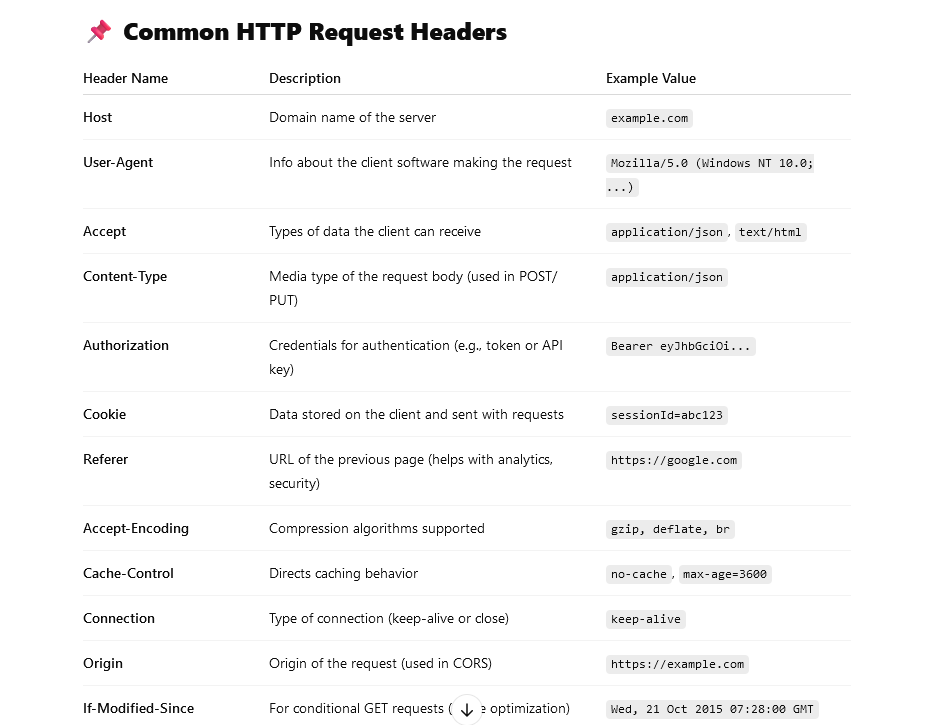 📌 Common HTTP Request Headers
Header Name Description Example Value
Host Domain name of the server example.com
User-Agent Info about the client software making the request Mozilla/5.0 (Windows NT 10.0;
...)
Accept Types of data the client can receive application/json, text/html
Content-Type Media type of the request body (used in POST/ application/json
PUT)
Authorization Credentials for authentication (e.g., token or API Bearer eyJhbGciOi...
key)
Cookie Data stored on the client and sent with requests sessionId=abc123
Referer URL of the previous page (helps with analytics, https://google.com
security)
Accept-Encoding Compression algorithms supported gzip, deflate, br
Cache-Control Directs caching behavior no-cache, max-age=3600
Connection Type of connection (keep-alive or close) keep-alive
Origin Origin of the request (used in CORS) https://example.com
If-Modified-Since For conditional GET requests ( optimization) Wed, 21 Oct 2015 07:28:00 GMT